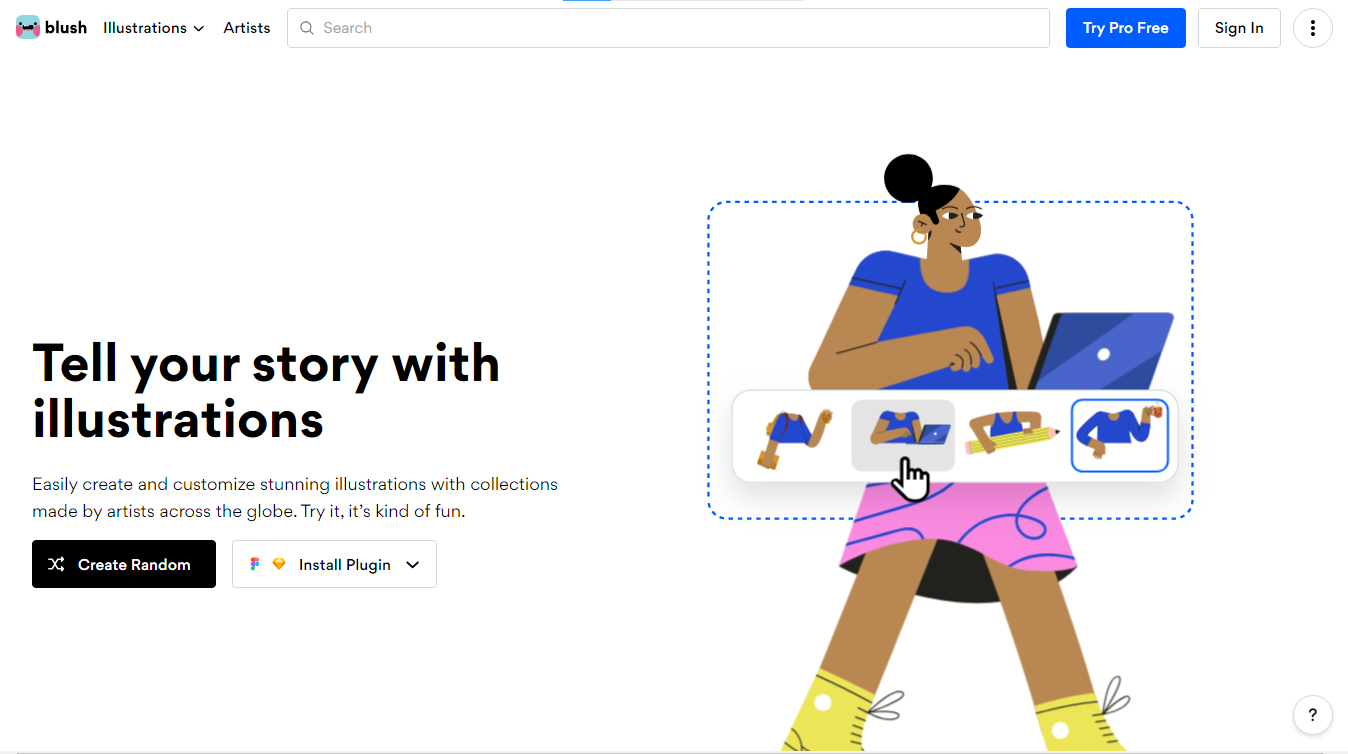 blush
Illustrations
Artists
Search
Try Pro Free
Sign In
Tell your story with
illustrations
Easily create and customize stunning illustrations with collections
made by artists across the globe. Try it, it’s kind of fun.
Create Random
Install Plugin
?